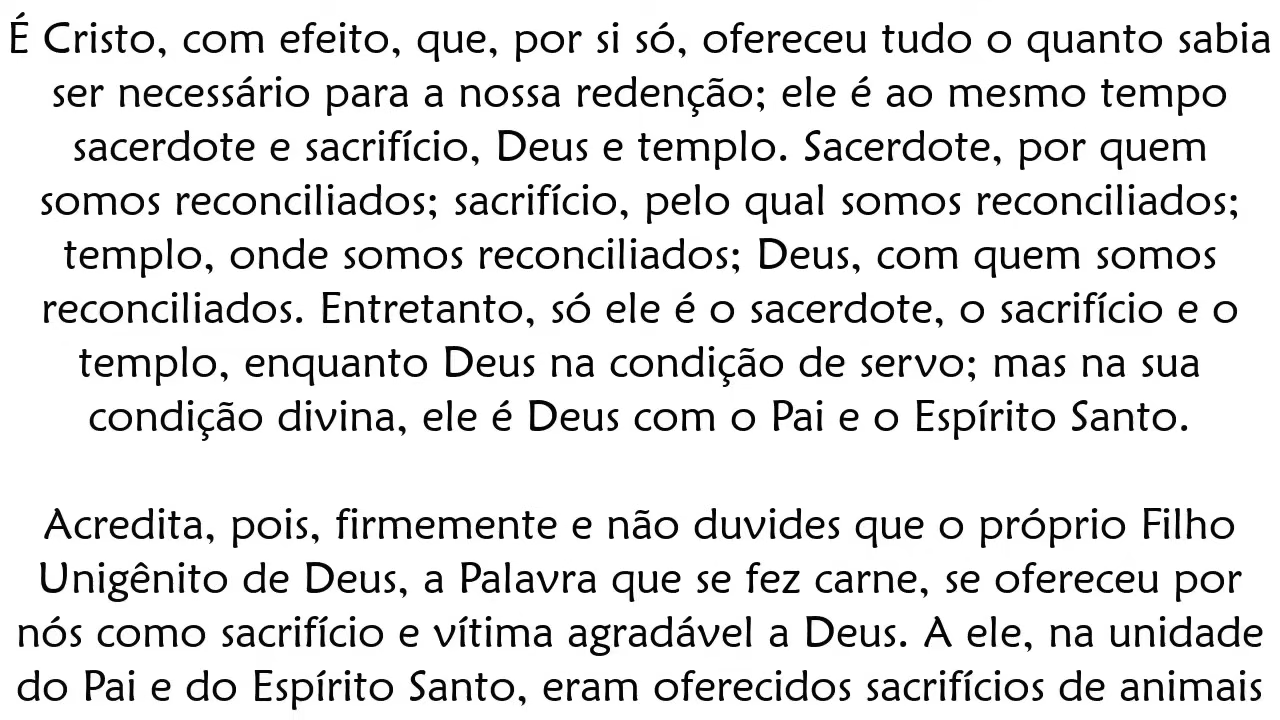 É Cristo, com efeito, que, por si só, ofereceu tudo o quanto sabia
ser necessário para a nossa redenção; ele é ao mesmo tempo
sacerdote e sacrifício, Deus e templo. Sacerdote, por quem
somos reconciliados; sacrifício, pelo qual somos reconciliados;
templo, onde somos reconciliados; Deus, com quem somos
reconciliados. Entretanto, só ele é o sacerdote, o sacrifício e o
templo, enquanto Deus na condição de servo; mas na sua
condição divina, ele é Deus com o Pai e o Espírito Santo.
Acredita, pois, firmemente e não duvides que o próprio Filho
Unigênito de Deus, a Palavra que se fez carne, se ofereceu por
nós como sacrifício e vítima agradável a Deus. A ele, na unidade
do Pai e do Espírito Santo, eram oferecidos sacrifícios de animais